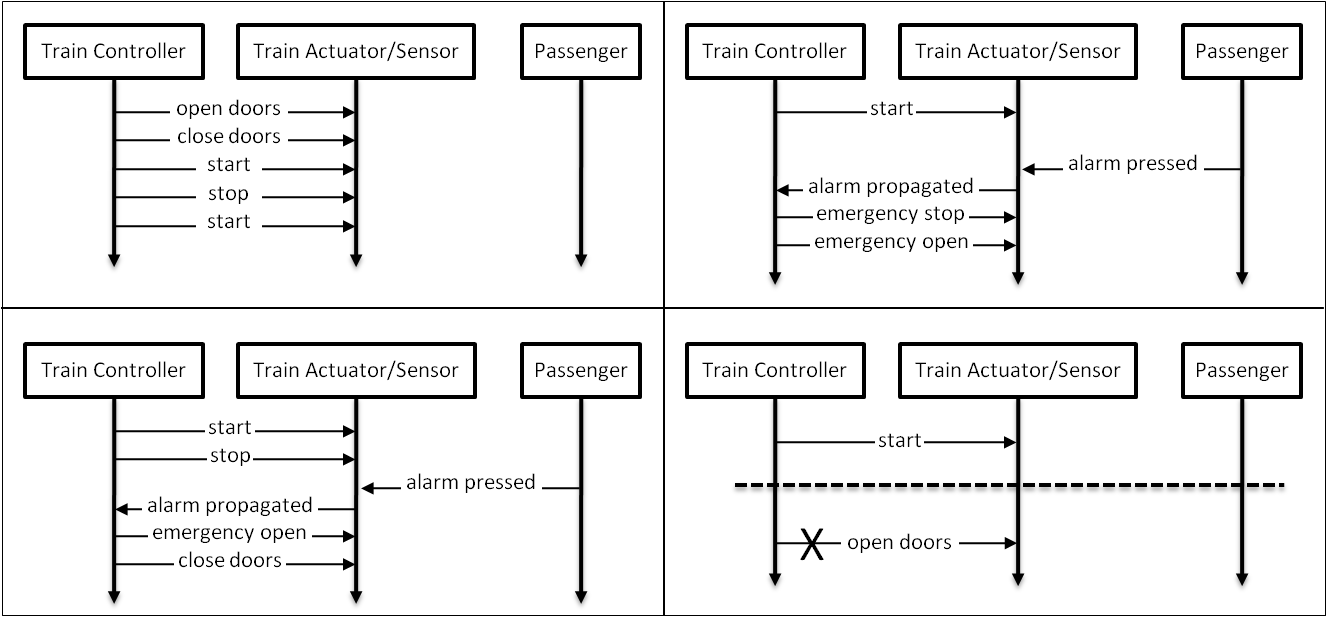 Train Controller
Train Actuator/Sensor
Passenger
open doors
close doors
start
stop
start
Train Controller
Train Actuator/Sensor
Passenger
start
alarm pressed
alarm propagated
emergency stop
emergency open
Train Controller
Train Actuator/Sensor
Passenger
start
stop
alarm pressed
alarm propagated
emergency open
close doors
Train Controller
Train Actuator/Sensor
Passenger
start
X
open doors